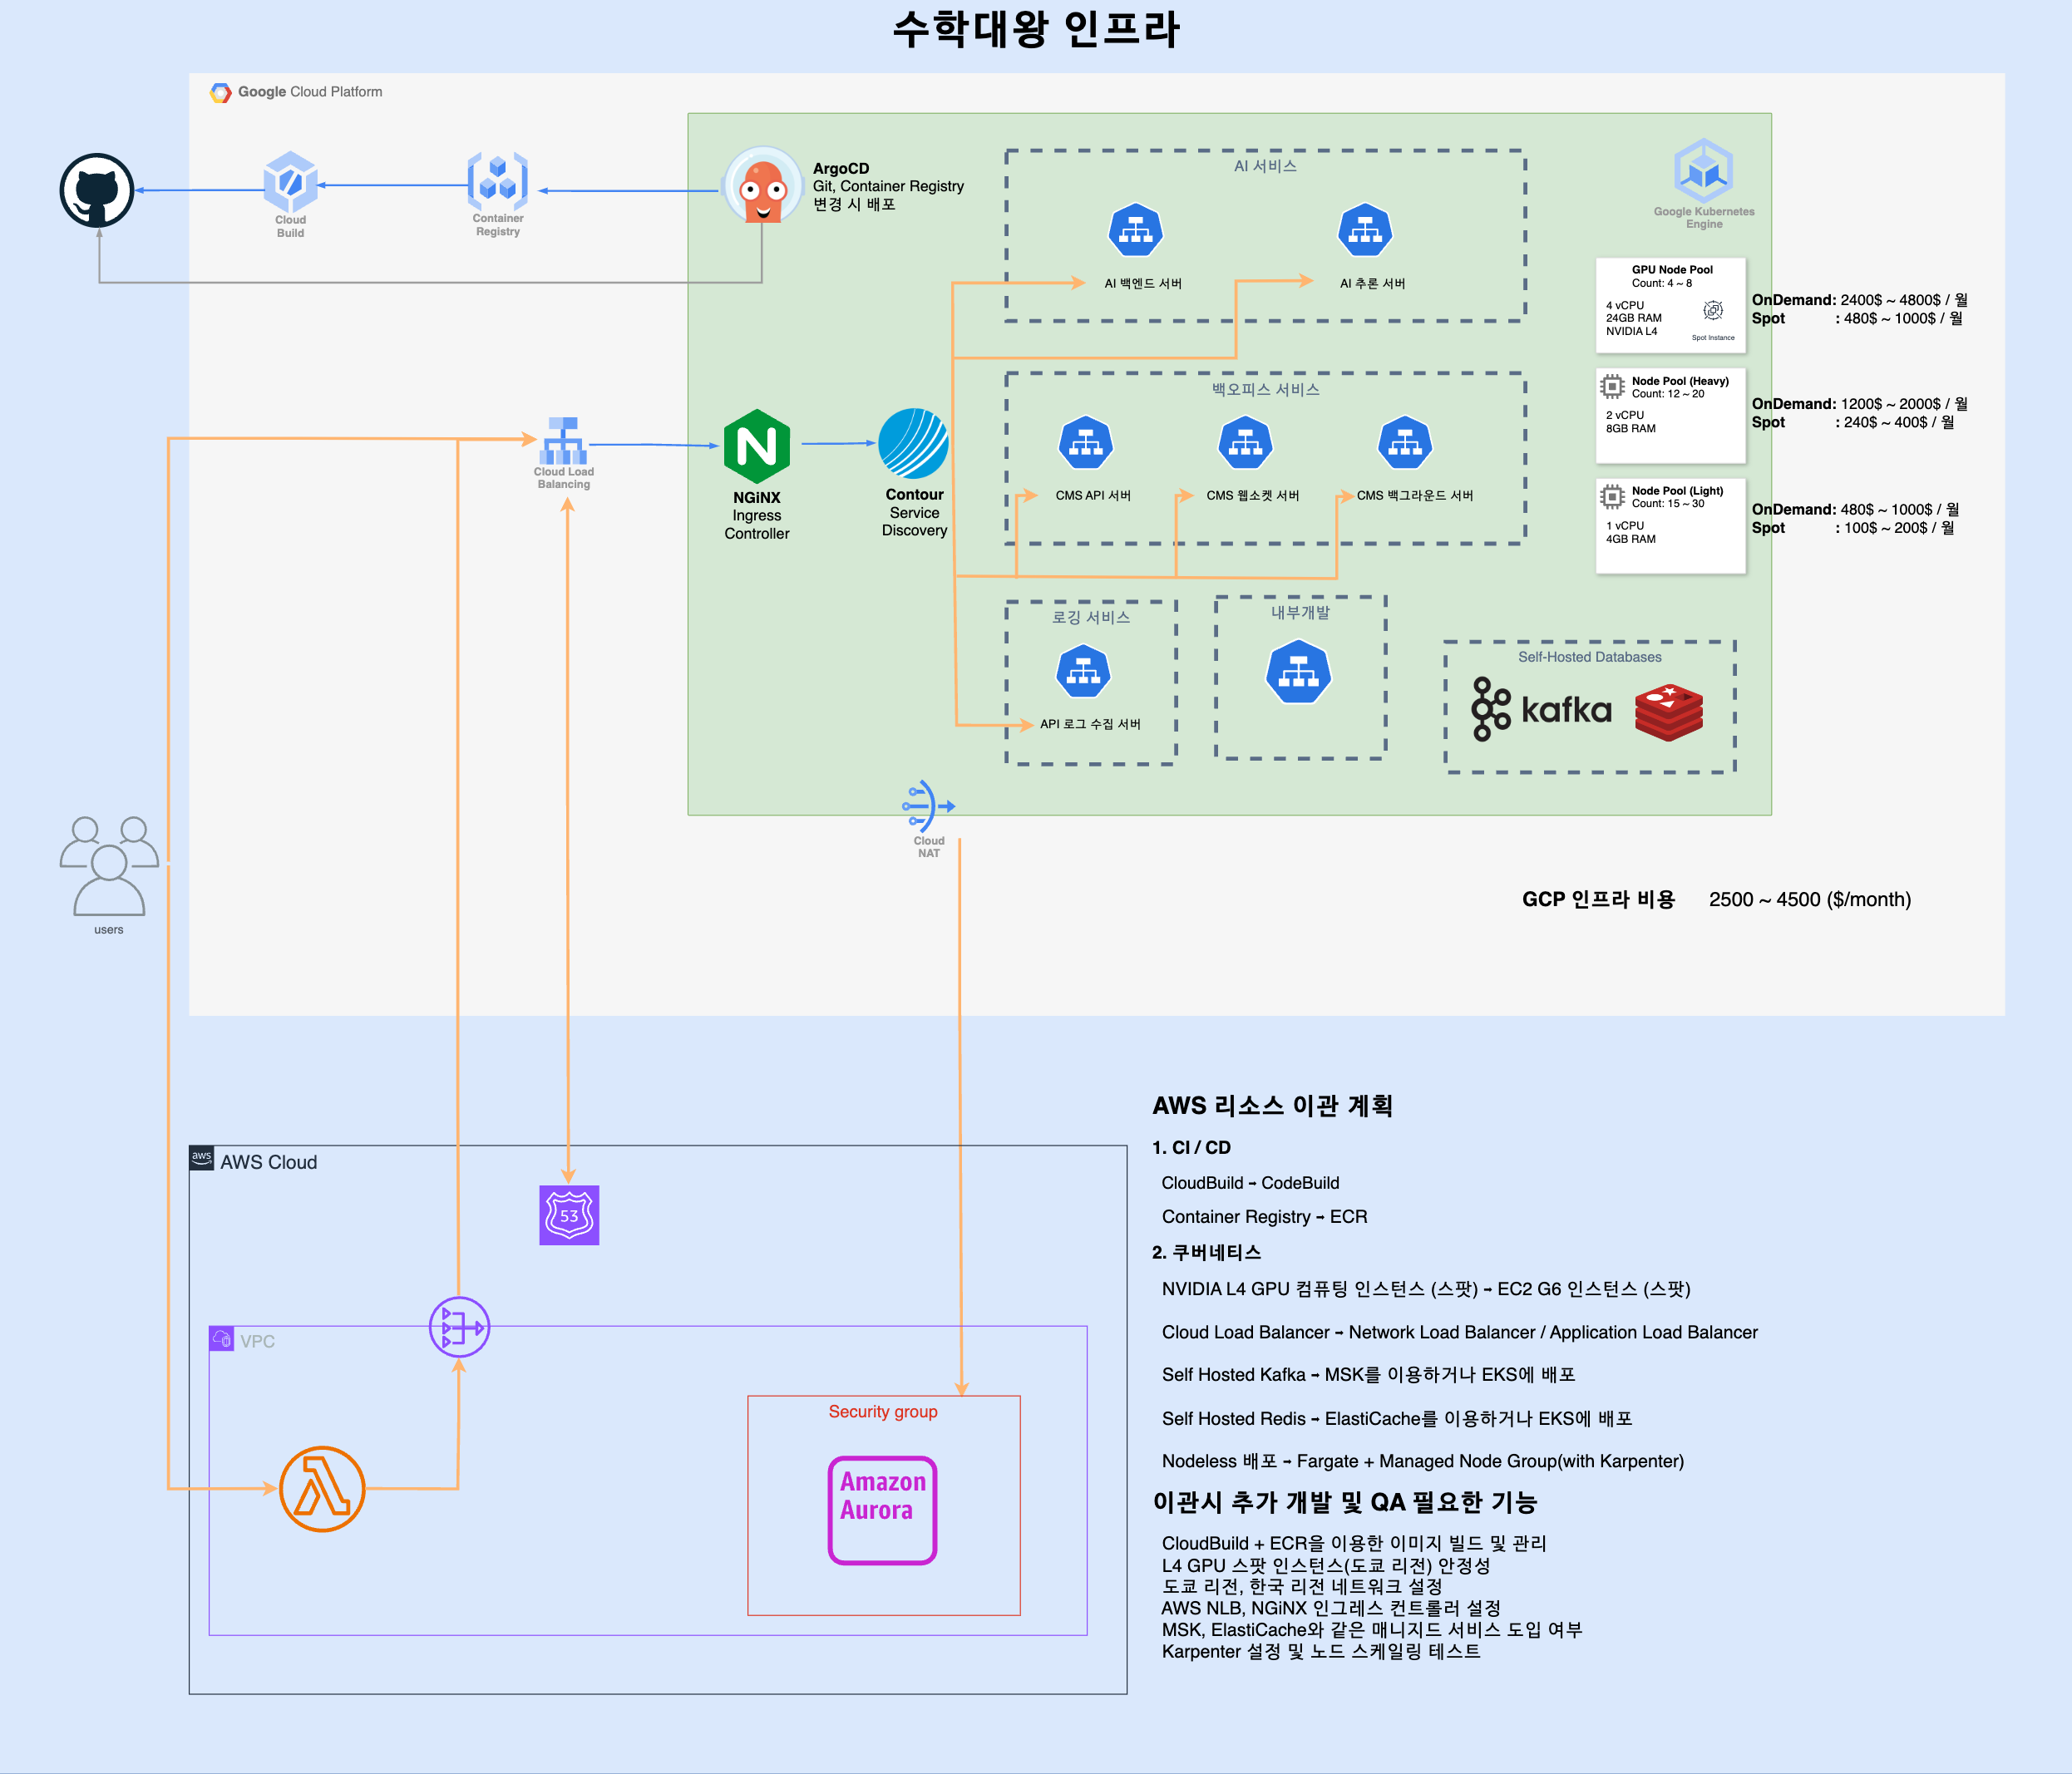 수학대왕 인프라
Google Cloud Platform
Cloud
Build
Container
Registry
ArgoCD
Git, Container Registry
변경 시 배포
AI 서비스
AI 백엔드 서버
AI 추론 서버
Google Kubernetes
Engine
GPU Node Pool
Count: 4 ~ 8
4 vCPU
24GB RAM
NVIDIA L4
Spot Instance
OnDemand: 2400$ ~ 4800$ / 월
Spot : 480$ ~ 1000$ / 월
백오피스 서비스
CMS API 서버
CMS 웹소켓 서버
CMS 백그라운드 서버
Node Pool (Heavy)
Count: 12 ~ 20
2 vCPU
8GB RAM
OnDemand: 1200$ ~ 2000$ / 월
Spot : 240$ ~ 400$ / 월
Cloud Load
Balancing
NGiNX
Ingress
Controller
Contour
Service
Discovery
Node Pool (Light)
Count: 15 ~ 30
1 vCPU
4GB RAM
OnDemand: 480$ ~ 1000$ / 월
Spot : 100$ ~ 200$ / 월
로깅 서비스
API 로그 수집 서버
내부개발
Self-Hosted Databases
kafka
Cloud
NAT
users
GCP 인프라 비용 2500 ~ 4500 ($/month)
aws
AWS Cloud
53
VPC
Security group
Amazon
Aurora
AWS 리소스 이관 계획
1. CI / CD
CloudBuild → CodeBuild
Container Registry → ECR
2. 쿠버네티스
NVIDIA L4 GPU 컴퓨팅 인스턴스 (스팟) → EC2 G6 인스턴스 (스팟)
Cloud Load Balancer → Network Load Balancer / Application Load Balancer
Self Hosted Kafka → MSK를 이용하거나 EKS에 배포
Self Hosted Redis → ElastiCache를 이용하거나 EKS에 배포
Nodeless 배포 → Fargate + Managed Node Group(with Karpenter)
이관시 추가 개발 및 QA 필요한 기능
CloudBuild + ECR을 이용한 이미지 빌드 및 관리
L4 GPU 스팟 인스턴스(도쿄 리전) 안정성
도쿄 리전, 한국 리전 네트워크 설정
AWS NLB, NGiNX 인그레스 컨트롤러 설정
MSK, ElastiCache와 같은 매니지드 서비스 도입 여부
Karpenter 설정 및 노드 스케일링 테스트